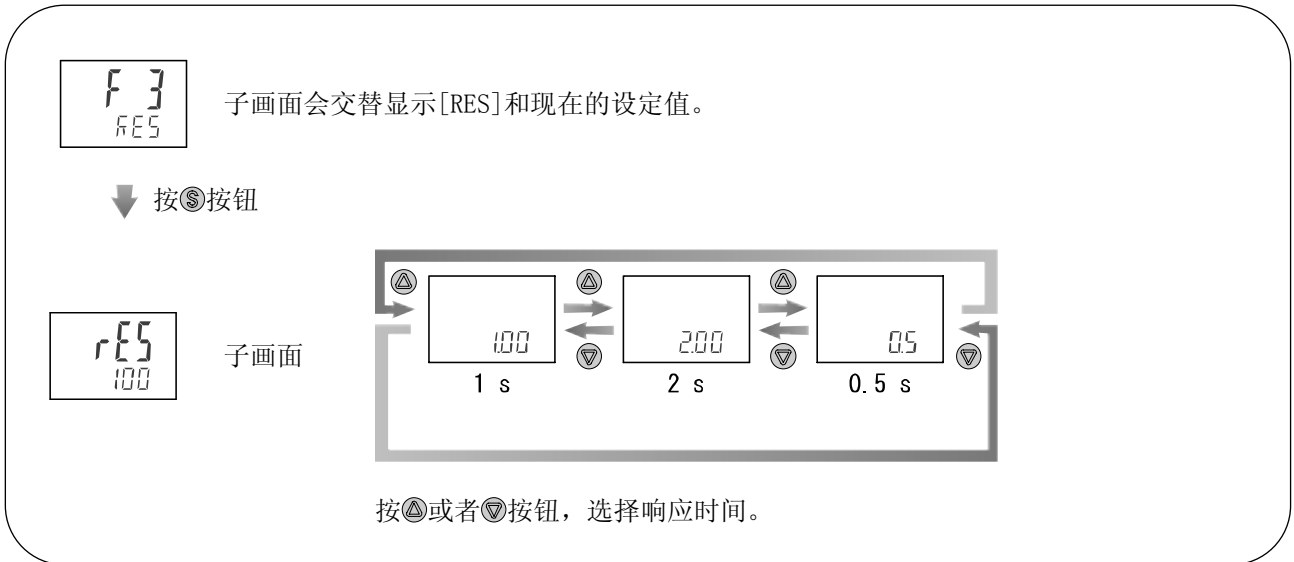 F 3
RES
子画面会交替显示[RES]和现在的设定值。
按Ⓢ按钮
rES
100
子画面
1.00
2.00
0.5
1 s
2 s
0.5 s
按△或者▽按钮，选择响应时间。